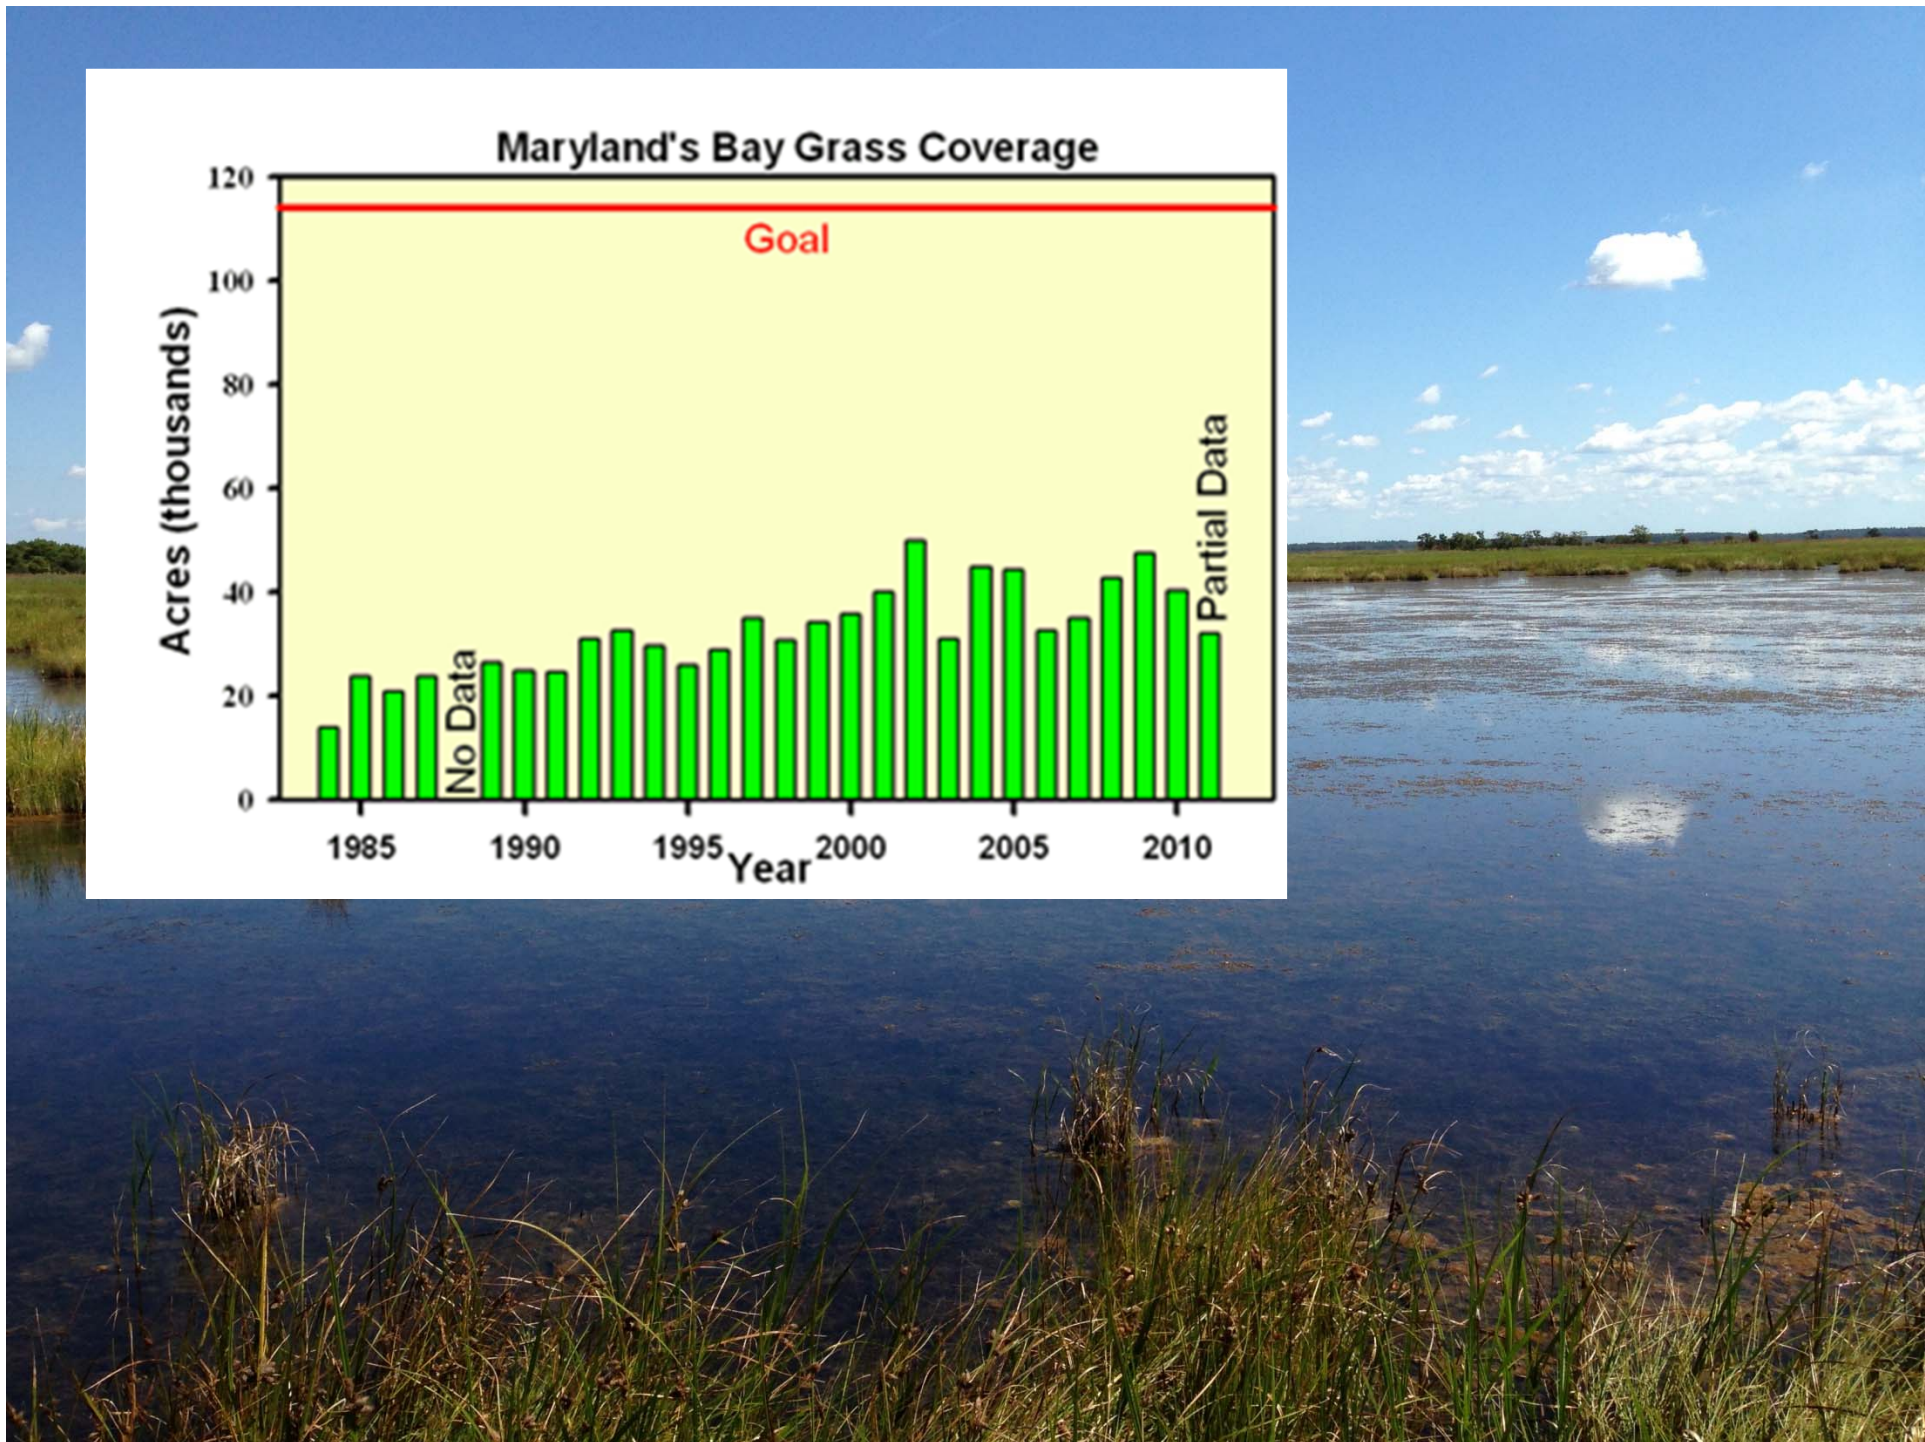 Maryland's Bay Grass Coverage
120
Goal
100
80
60
40
20
0
Acres (thousands)
No Data
Partial Data
1985
1990
1995
2000
2005
2010
Year